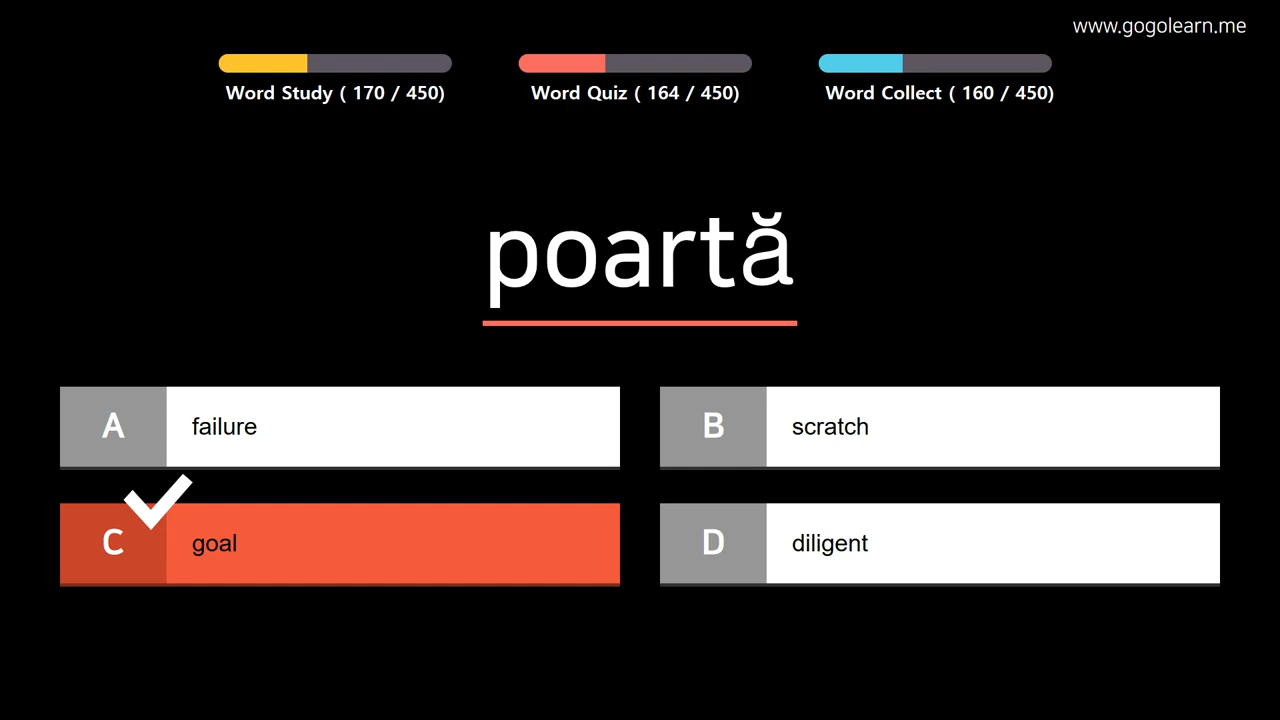 www.gogolearn.me
Word Study ( 170 / 450)
Word Quiz ( 164 / 450)
Word Collect ( 160 / 450)
poartă
A failure
B scratch
C goal
D diligent